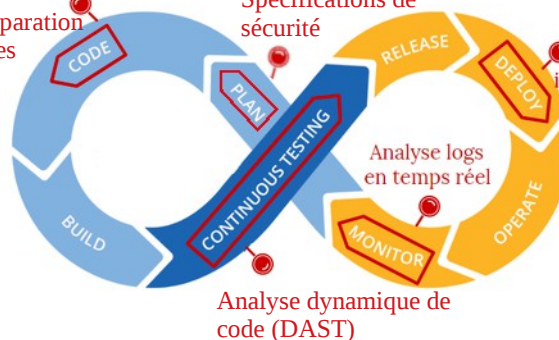 Spécifications de
sécurité
CODE
PLAN
BUILD
CONTINUOUS TESTING
RELEASE
DEPLOY
OPERATE
MONITOR
Analyse logs
en temps réel
Analyse dynamique de
code (DAST)